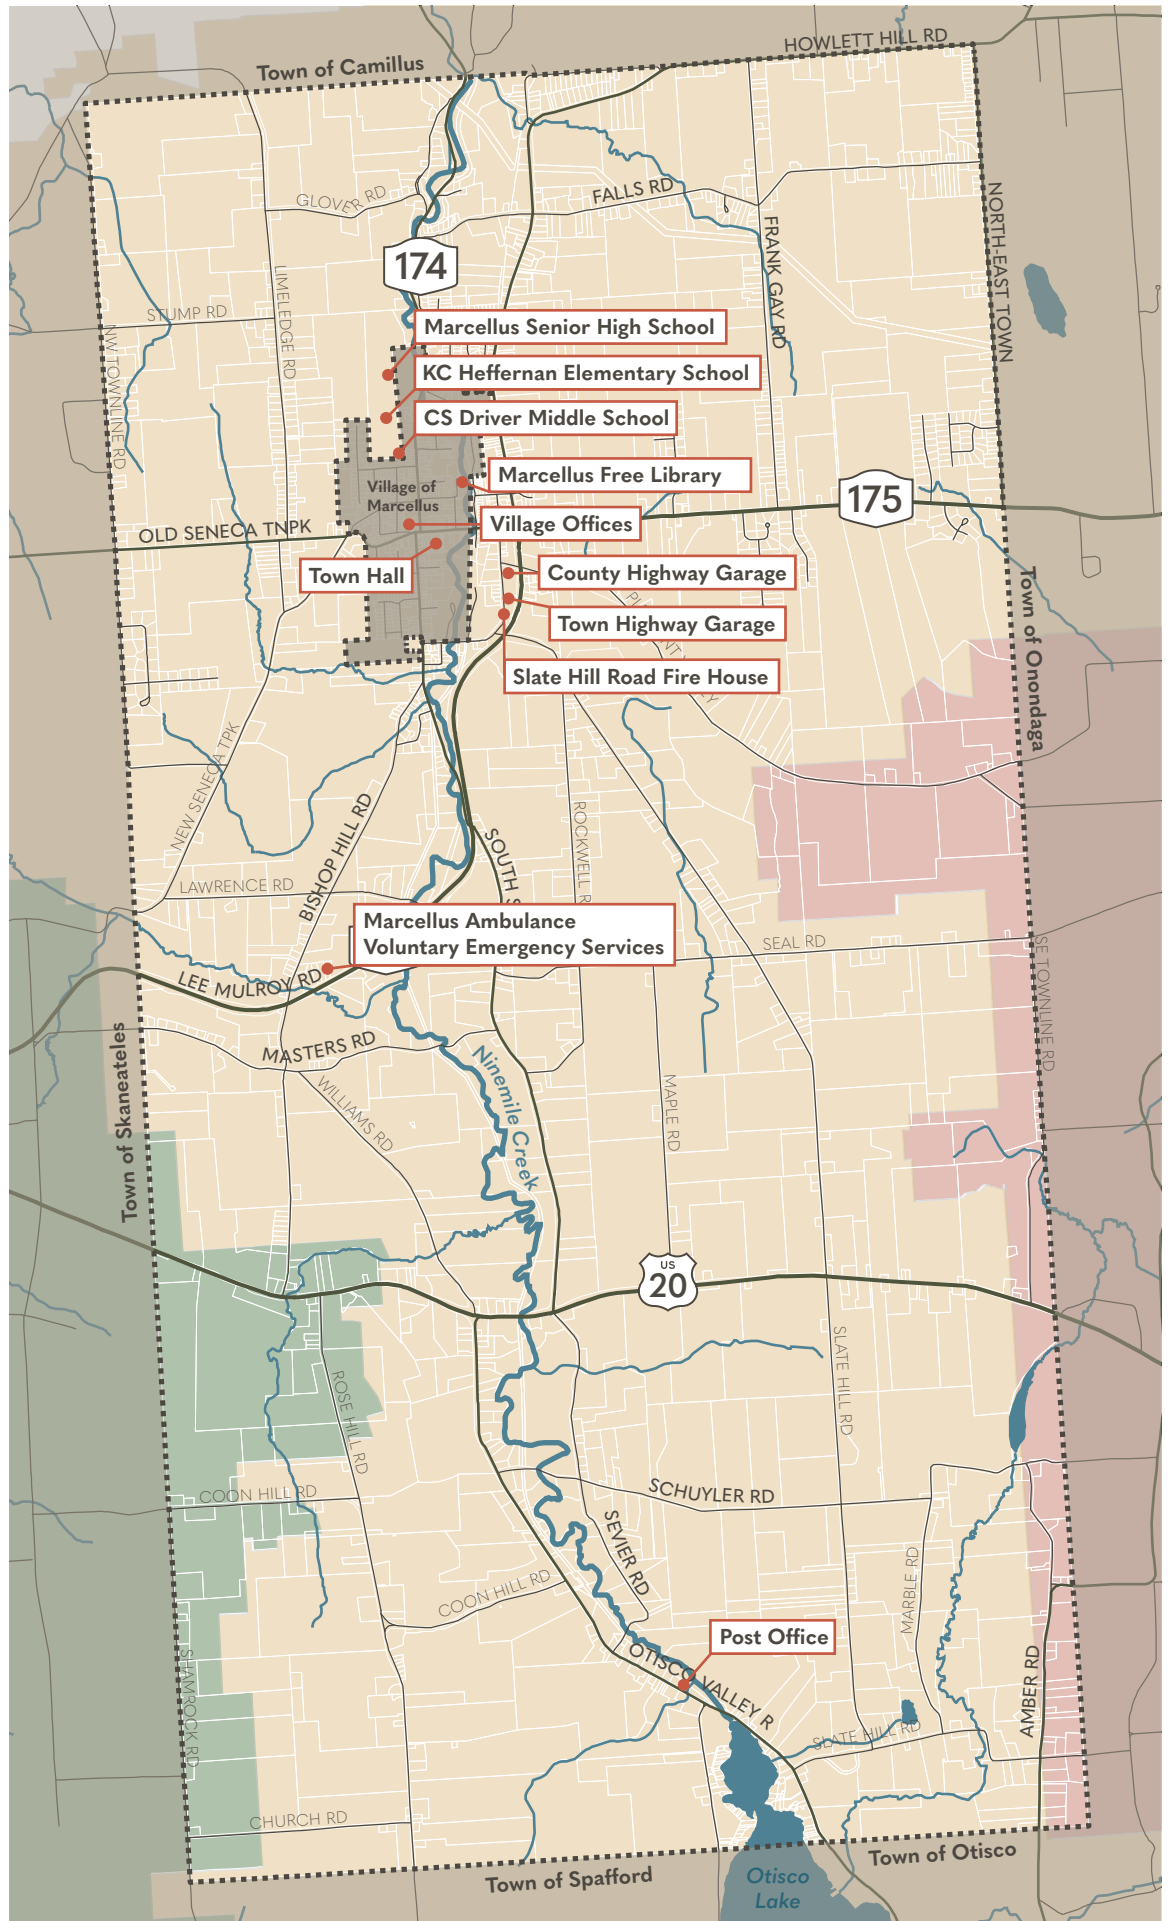 HOWLETT HILL RD
Town of Camillus
GLOVER RD
FALLS RD
NORTH-EAST TOWN
FRANK GAY RD
174
LIMELEDGE RD
STUMP RD
NW TOWNLINE RD
Marcellus Senior High School
KC Heffernan Elementary School
CS Driver Middle School
Marcellus Free Library
Village of
Marcellus
175
Village Offices
OLD SENECA TNPK
Town Hall
County Highway Garage
Town Highway Garage
Slate Hill Road Fire House
Town of Onondaga
NEW SENECA TPK
BISHOP HILL RD
ROCKWELL R
SOUTH S
LAWRENCE RD
Marcellus Ambulance
Voluntary Emergency Services
SEAL RD
LEE MULROY RD
SE TOWNLINE RD
MASTERS RD
Town of Skaneateles
WILLIAMS RD
Ninemile Creek
MAPLE RD
US
20
SLATE HILL RD
ROSE HILL RD
COON HILL RD
SCHUYLER RD
SEVIER RD
COON HILL RD
MARBLE RD
Post Office
OTISCO VALLEY R
AMBER RD
SHAMROCK RD
SLATE HILL RD
CHURCH RD
Town of Spafford
Town of Otisco
Otisco
Lake